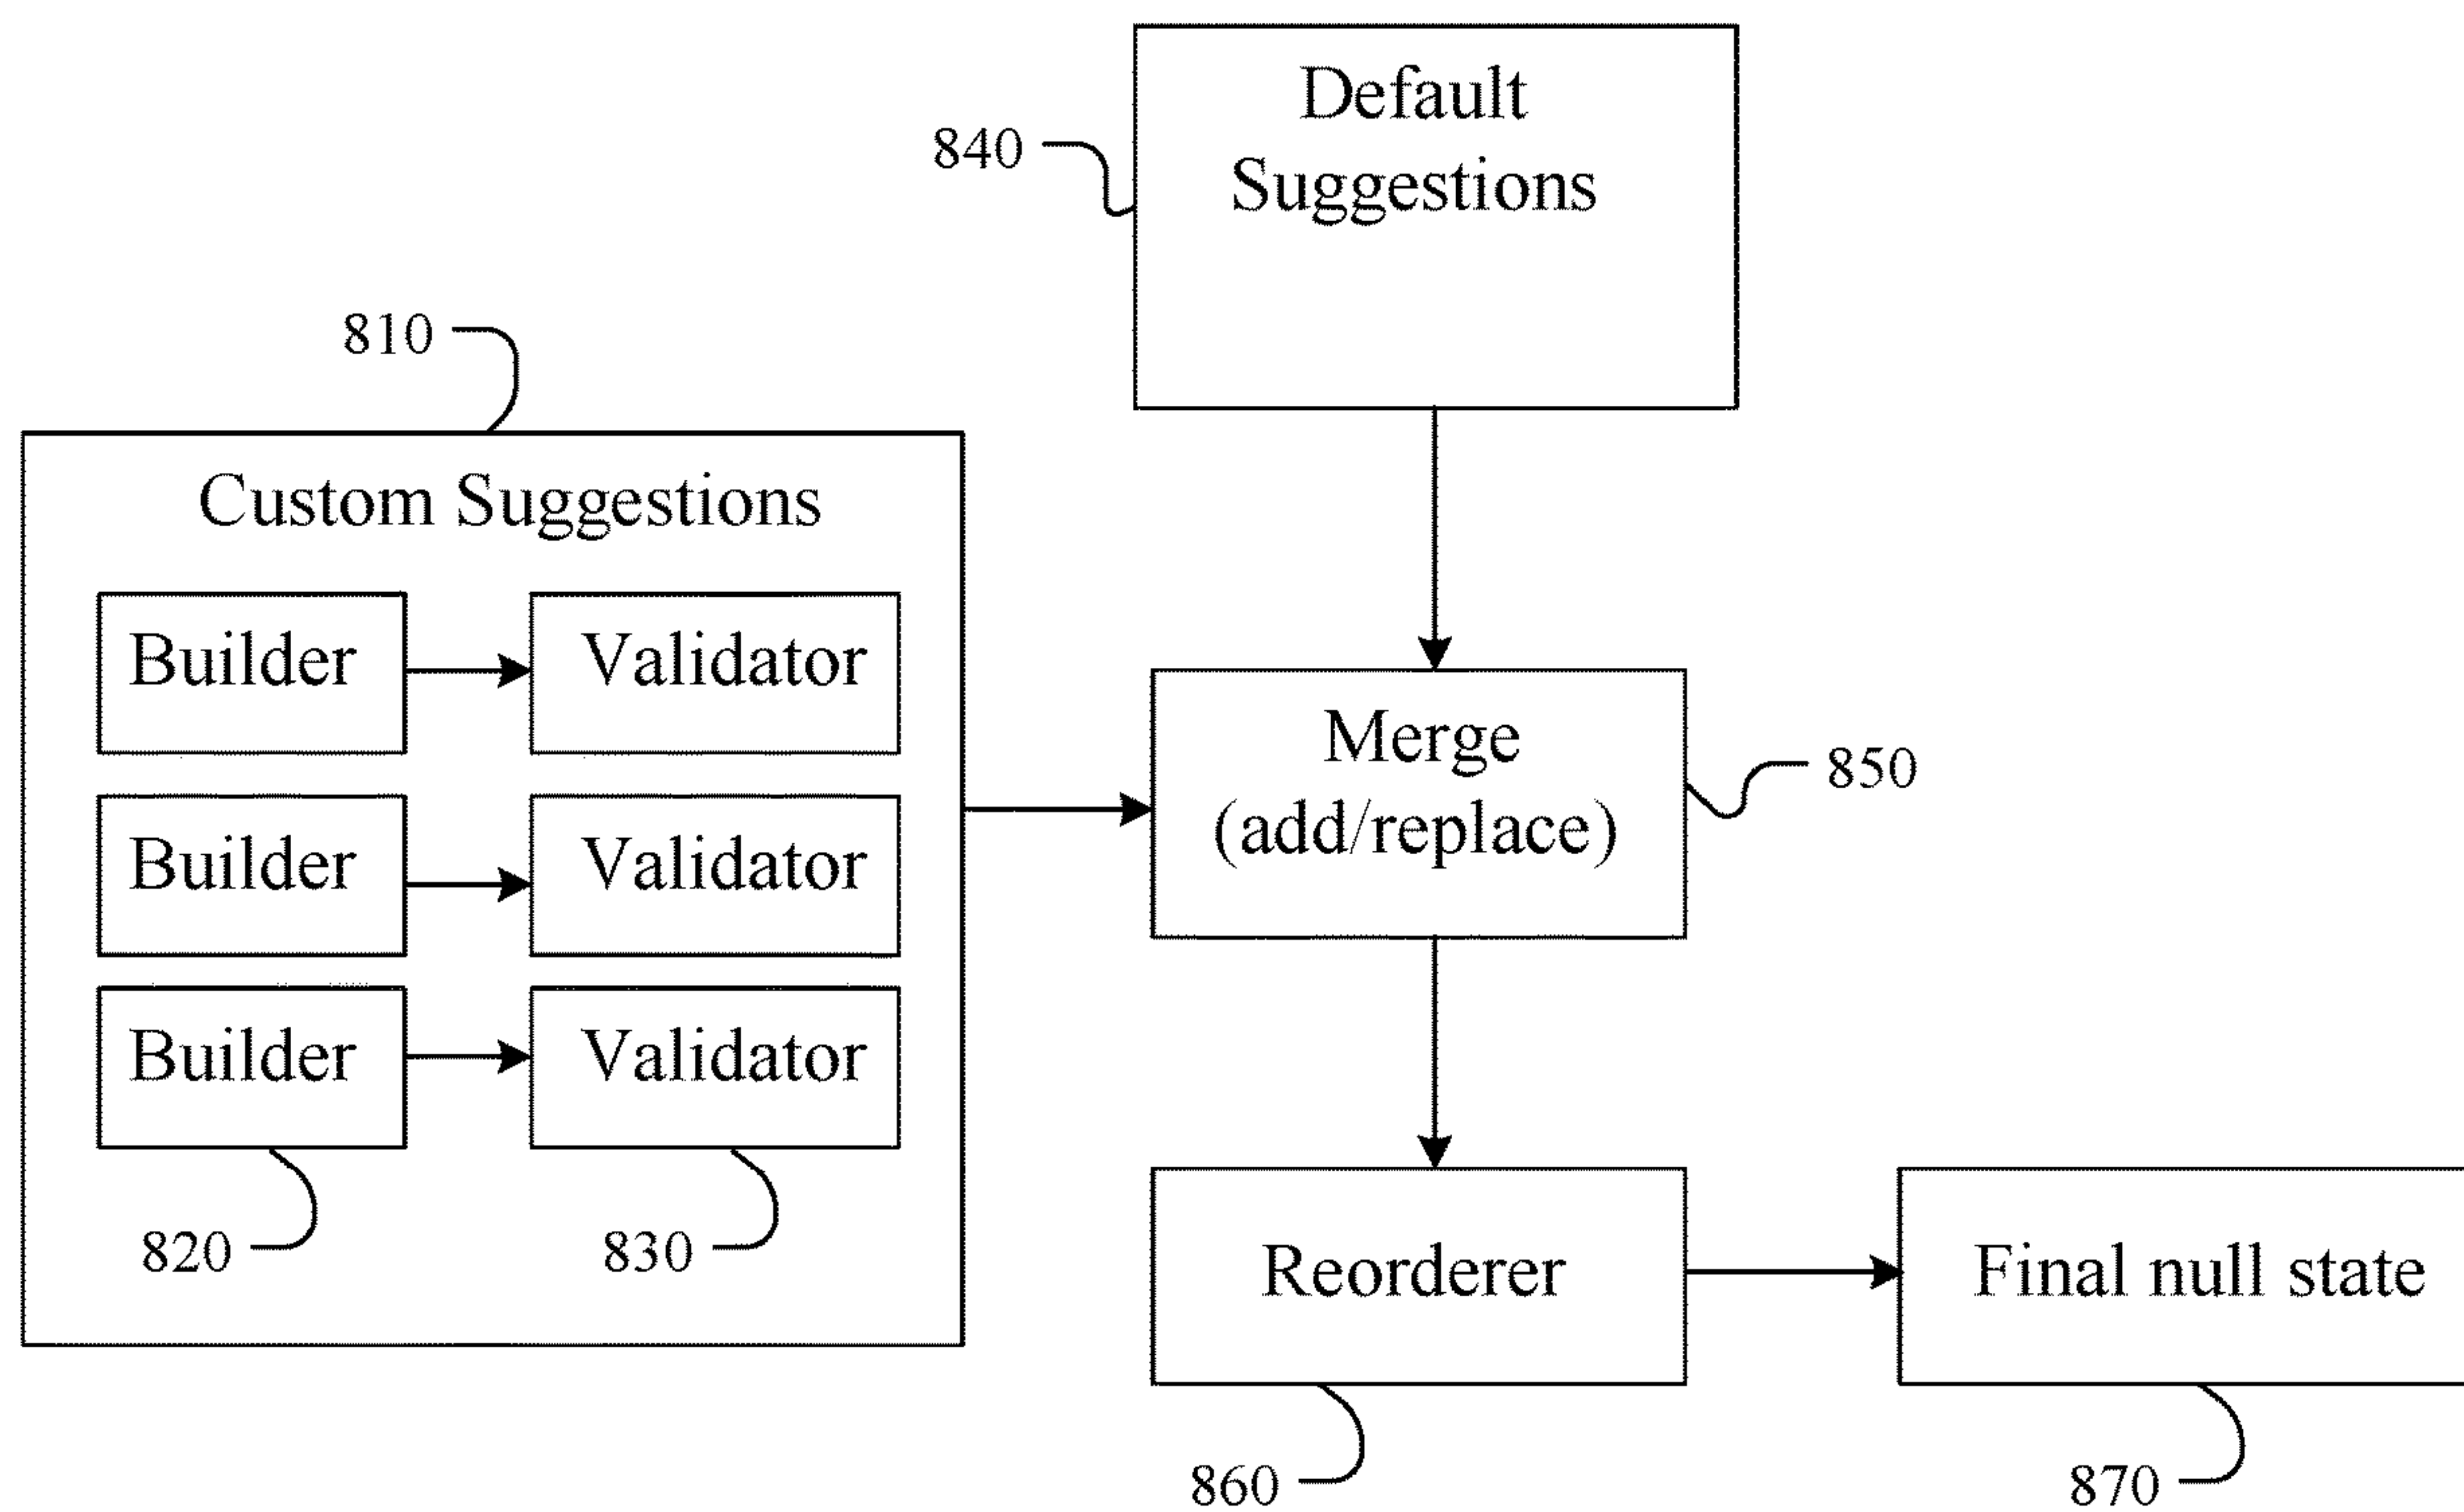 Default
Suggestions
840
810
Custom Suggestions
Builder
Validator
Builder
Validator
Builder
Validator
820
830
Merge
(add/replace)
850
Reorderer
Final null state
860
870